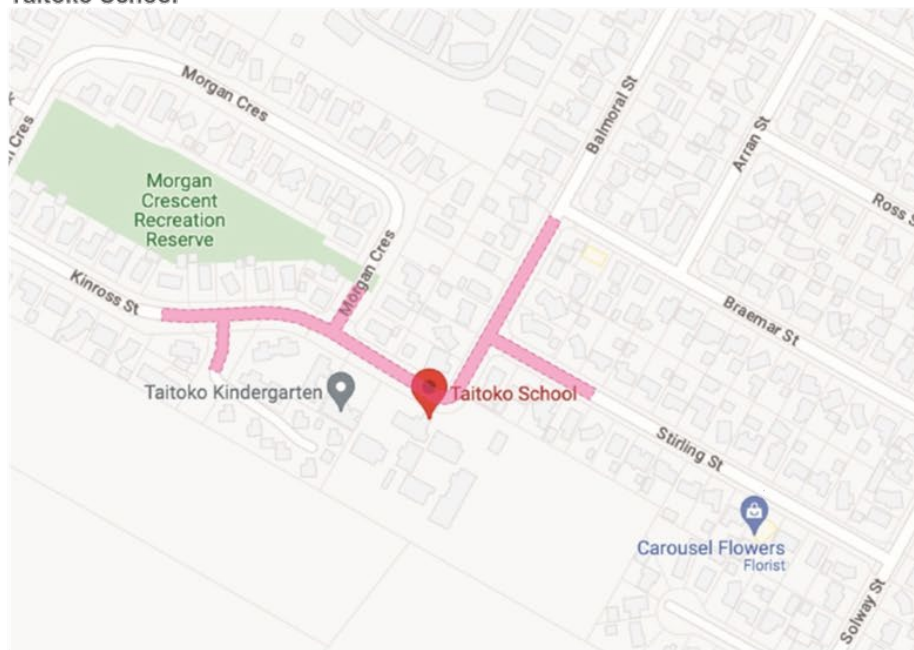 Taitoko School
Morgan Cres
Balmoral St
Arran St
Ross S
Cres
Morgan
Crescent
Recreation
Reserve
Morgan Cres
Kinross St
Braemar St
Taitoko Kindergarten
Taitoko School
Stirling St
Carousel Flowers
Florist
Solway St